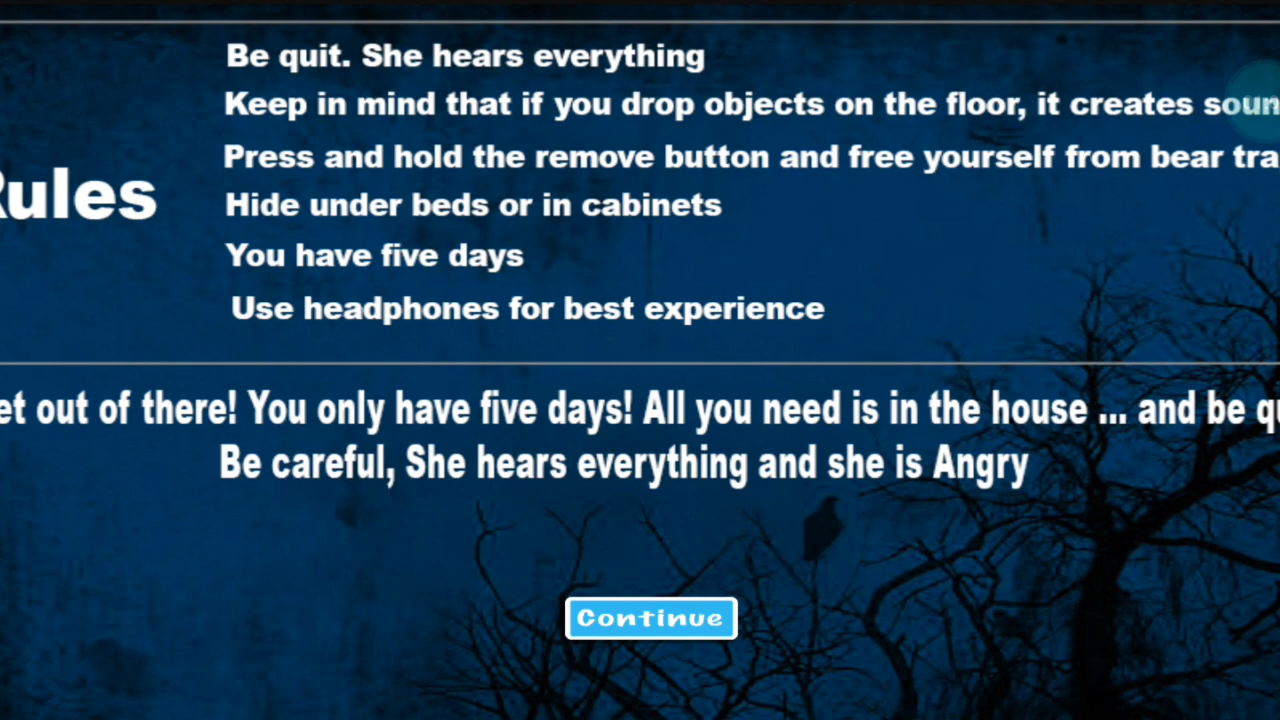 Be quit. She hears everything
Keep in mind that if you drop objects on the floor, it creates soun
Press and hold the remove button and free yourself from bear tra
Rules
Hide under beds or in cabinets
You have five days
Use headphones for best experience
et out of there! You only have five days! All you need is in the house ... and be qu
Be careful, She hears everything and she is Angry
Continue